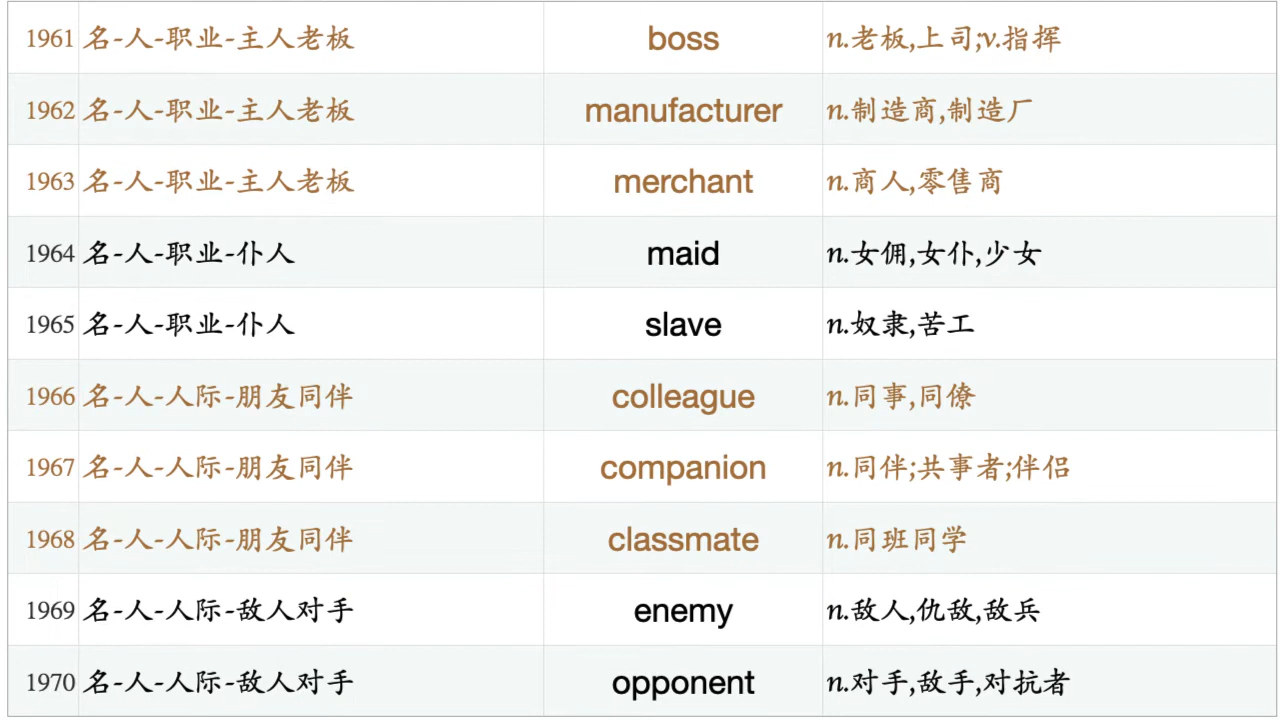 1961 名-人-职业-主人老板 boss n.老板,上司;v.指挥
1962 名-人-职业-主人老板 manufacturer n.制造商,制造厂
1963 名-人-职业-主人老板 merchant n.商人,零售商
1964 名-人-职业-仆人 maid n.女佣,女仆,少女
1965 名-人-职业-仆人 slave n.奴隶,苦工
1966 名-人-人际-朋友同伴 colleague n.同事,同僚
1967 名-人-人际-朋友同伴 companion n.同伴;共事者;伴侣
1968 名-人-人际-朋友同伴 classmate n.同班同学
1969 名-人-人际-敌人对手 enemy n.敌人,仇敌,敌兵
1970 名-人-人际-敌人对手 opponent n.对手,敌手,对抗者